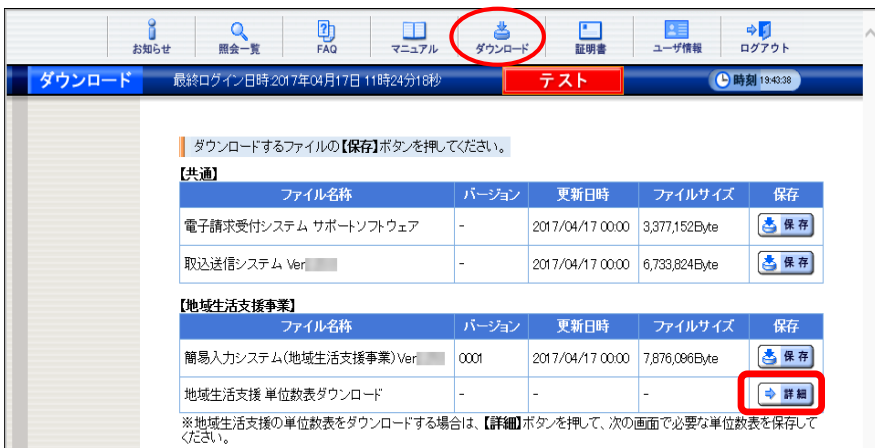 お知らせ 照会一覧 FAQ マニュアル ダウンロード 証明書 ユーザ情報 ログアウト
ダウンロード 最終ログイン日時:2017年04月17日 11時24分18秒 テスト 時刻 19:43:38
ダウンロードするファイルの【保存】ボタンを押してください。
【共通】
ファイル名称 バージョン 更新日時 ファイルサイズ 保存
電子請求受付システム サポートソフトウェア - 2017/04/17 00:00 3,377,152Byte 保存
取込送信システム Ver - 2017/04/17 00:00 6,733,824Byte 保存
【地域生活支援事業】
ファイル名称 バージョン 更新日時 ファイルサイズ 保存
簡易入力システム(地域生活支援事業)Ver 0001 2017/04/17 00:00 7,876,096Byte 保存
地域生活支援 単位数表ダウンロード - - - 詳細
※地域生活支援の単位数表をダウンロードする場合は、【詳細】ボタンを押して、次の画面で必要な単位数表を保存して
ください。